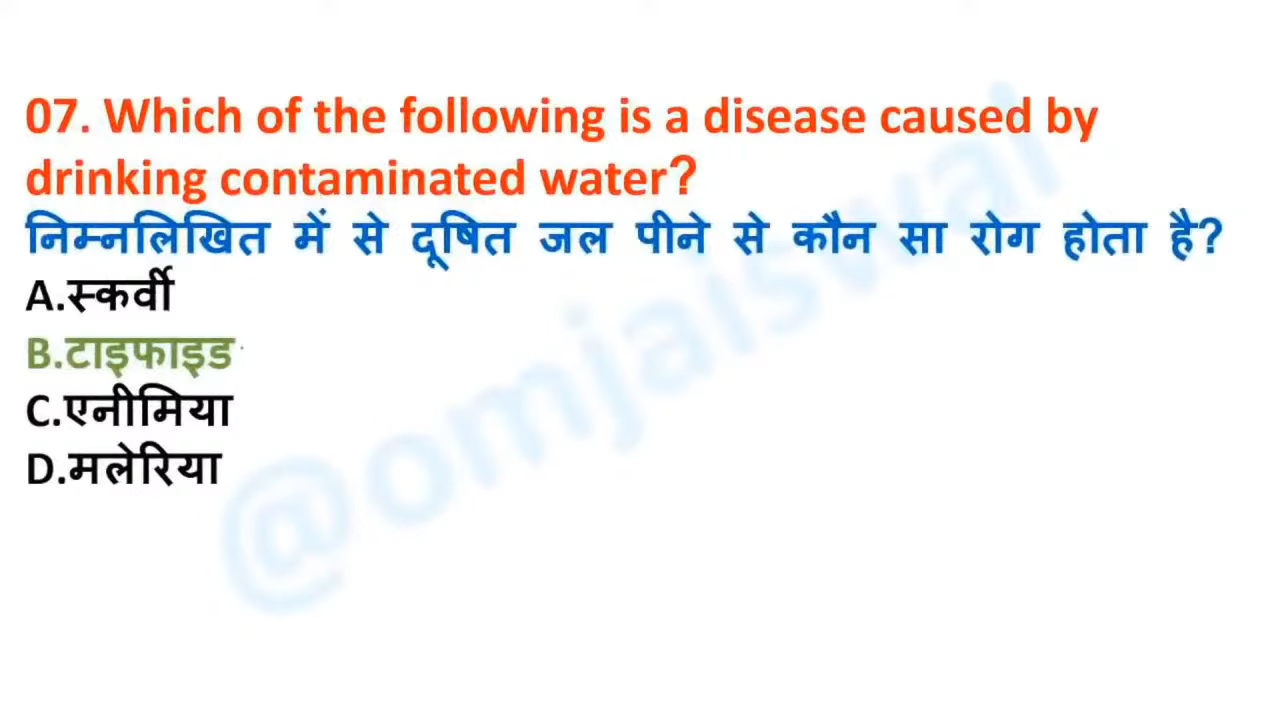 07. Which of the following is a disease caused by
drinking contaminated water?
निम्नलिखित में से दूषित जल पीने से कौन सा रोग होता है?
A.स्कर्वी
B.टाइफाइड
C.एनीमिया
D.मलेरिया
@omjaiswal